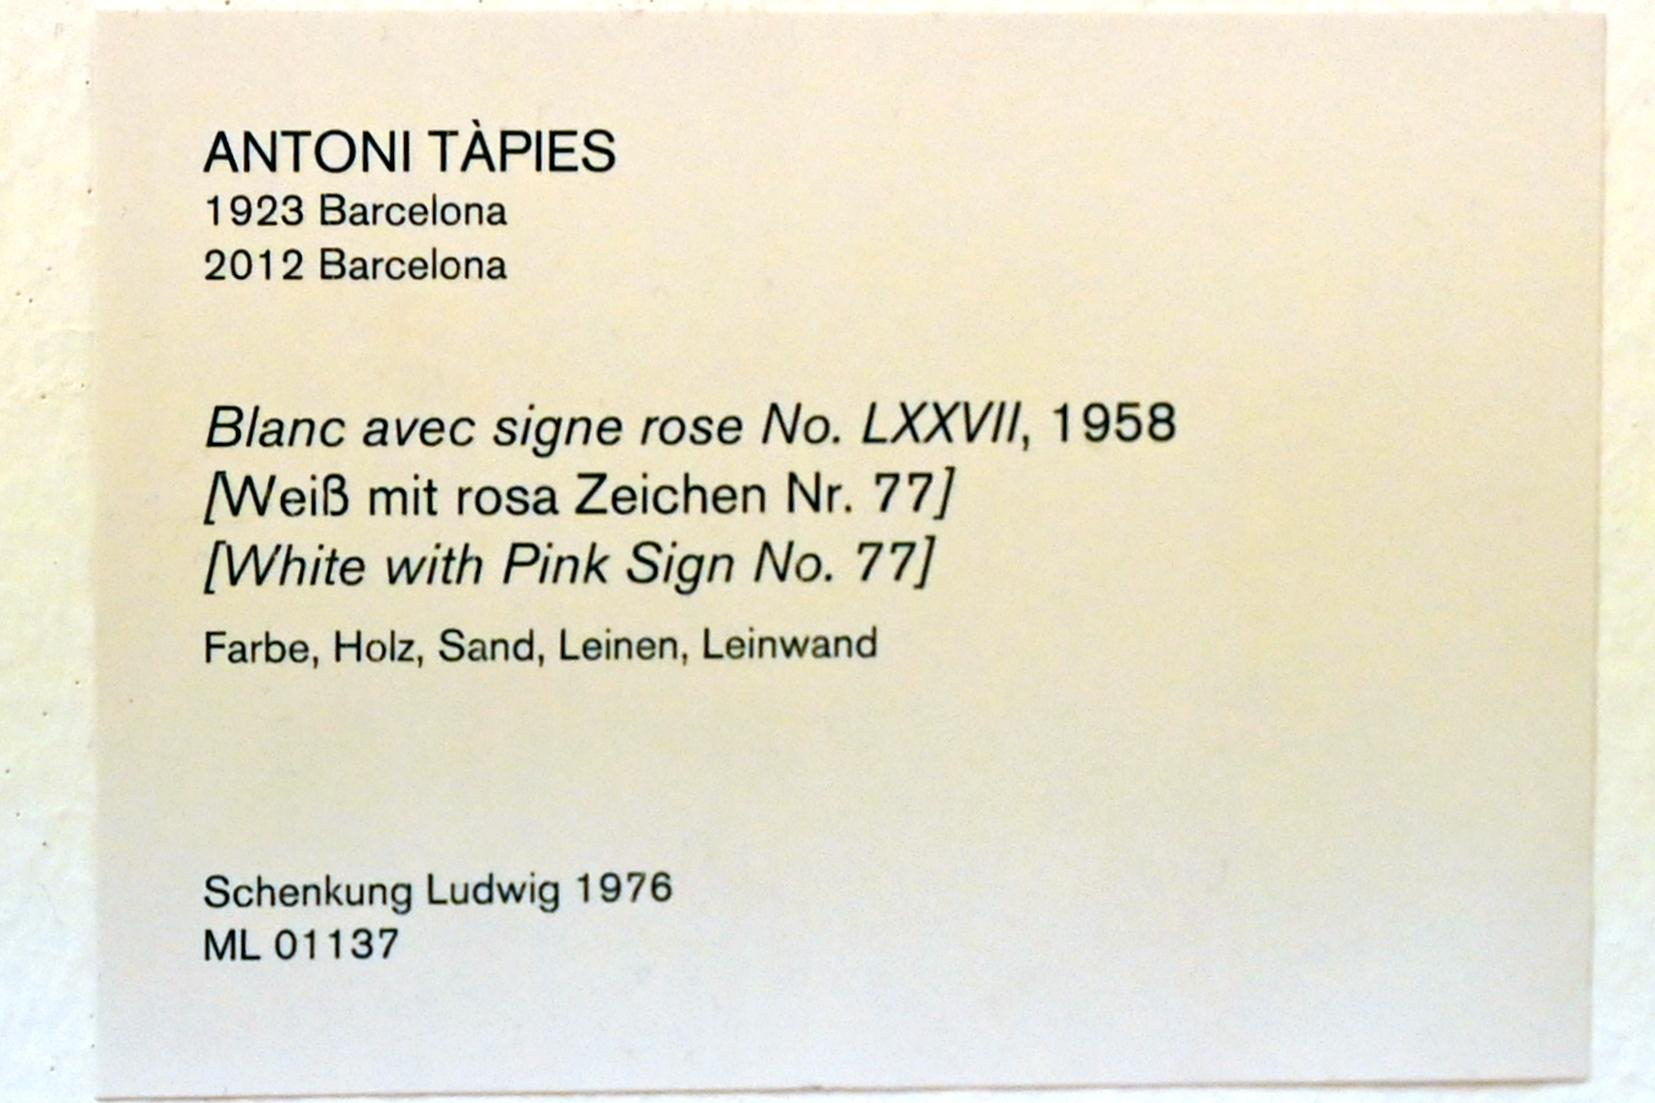 ANTONI TÀPIES
1923 Barcelona
2012 Barcelona
Blanc avec signe rose No. LXXVII, 1958
[Weiß mit rosa Zeichen Nr. 77]
[White with Pink Sign No. 77]
Farbe, Holz, Sand, Leinen, Leinwand
Schenkung Ludwig 1976
ML 01137